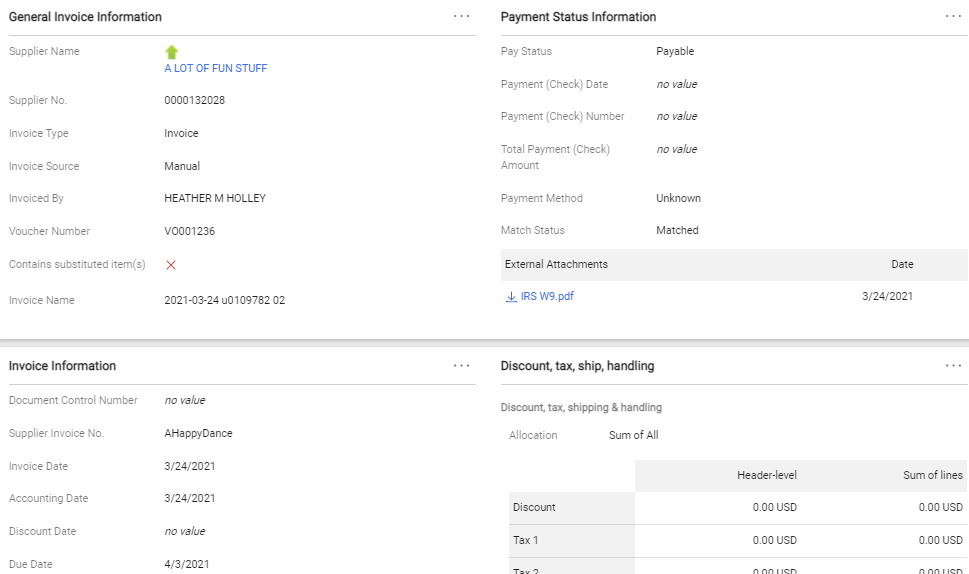 General Invoice Information
...
Supplier Name
A LOT OF FUN STUFF
Supplier No.
0000132028
Invoice Type
Invoice
Invoice Source
Manual
Invoiced By
HEATHER M HOLLEY
Voucher Number
VO001236
Contains substituted item(s)
Invoice Name
2021-03-24 u0109782 02
Payment Status Information
...
Pay Status
Payable
Payment (Check) Date
no value
Payment (Check) Number
no value
Total Payment (Check)
Amount
no value
Payment Method
Unknown
Match Status
Matched
External Attachments
Date
IRS W9.pdf
3/24/2021
Invoice Information
...
Document Control Number
no value
Supplier Invoice No.
AHappyDance
Invoice Date
3/24/2021
Accounting Date
3/24/2021
Discount Date
no value
Due Date
4/3/2021
Discount, tax, ship, handling
...
Discount, tax, shipping & handling
Allocation
Sum of All
Header-level
Sum of lines
Discount
0.00 USD
0.00 USD
Tax 1
0.00 USD
0.00 USD
Tax 2
0.00 USD
0.00 USD